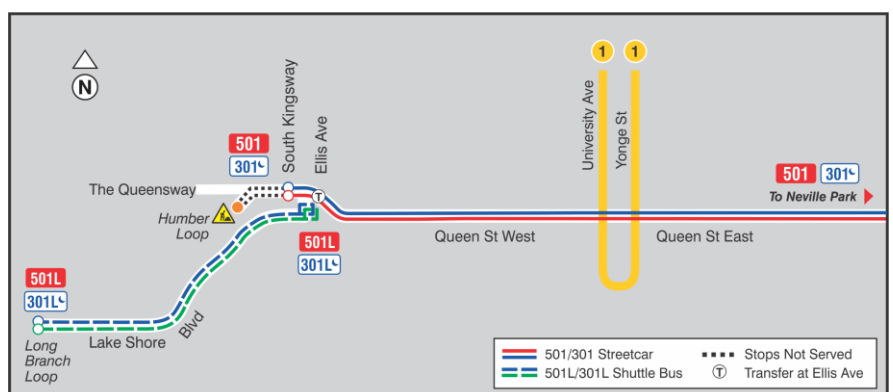 N
501
301
South Kingsway
Ellis Ave
University Ave
Yonge St
1
1
501
301
To Neville Park
The Queensway
Humber
Loop
Queen St West
Queen St East
501L
301L
501L
301L
Lake Shore
Blvd
Long
Branch
Loop
T
501/301 Streetcar
Stops Not Served
501L/301L Shuttle Bus
T Transfer at Ellis Ave